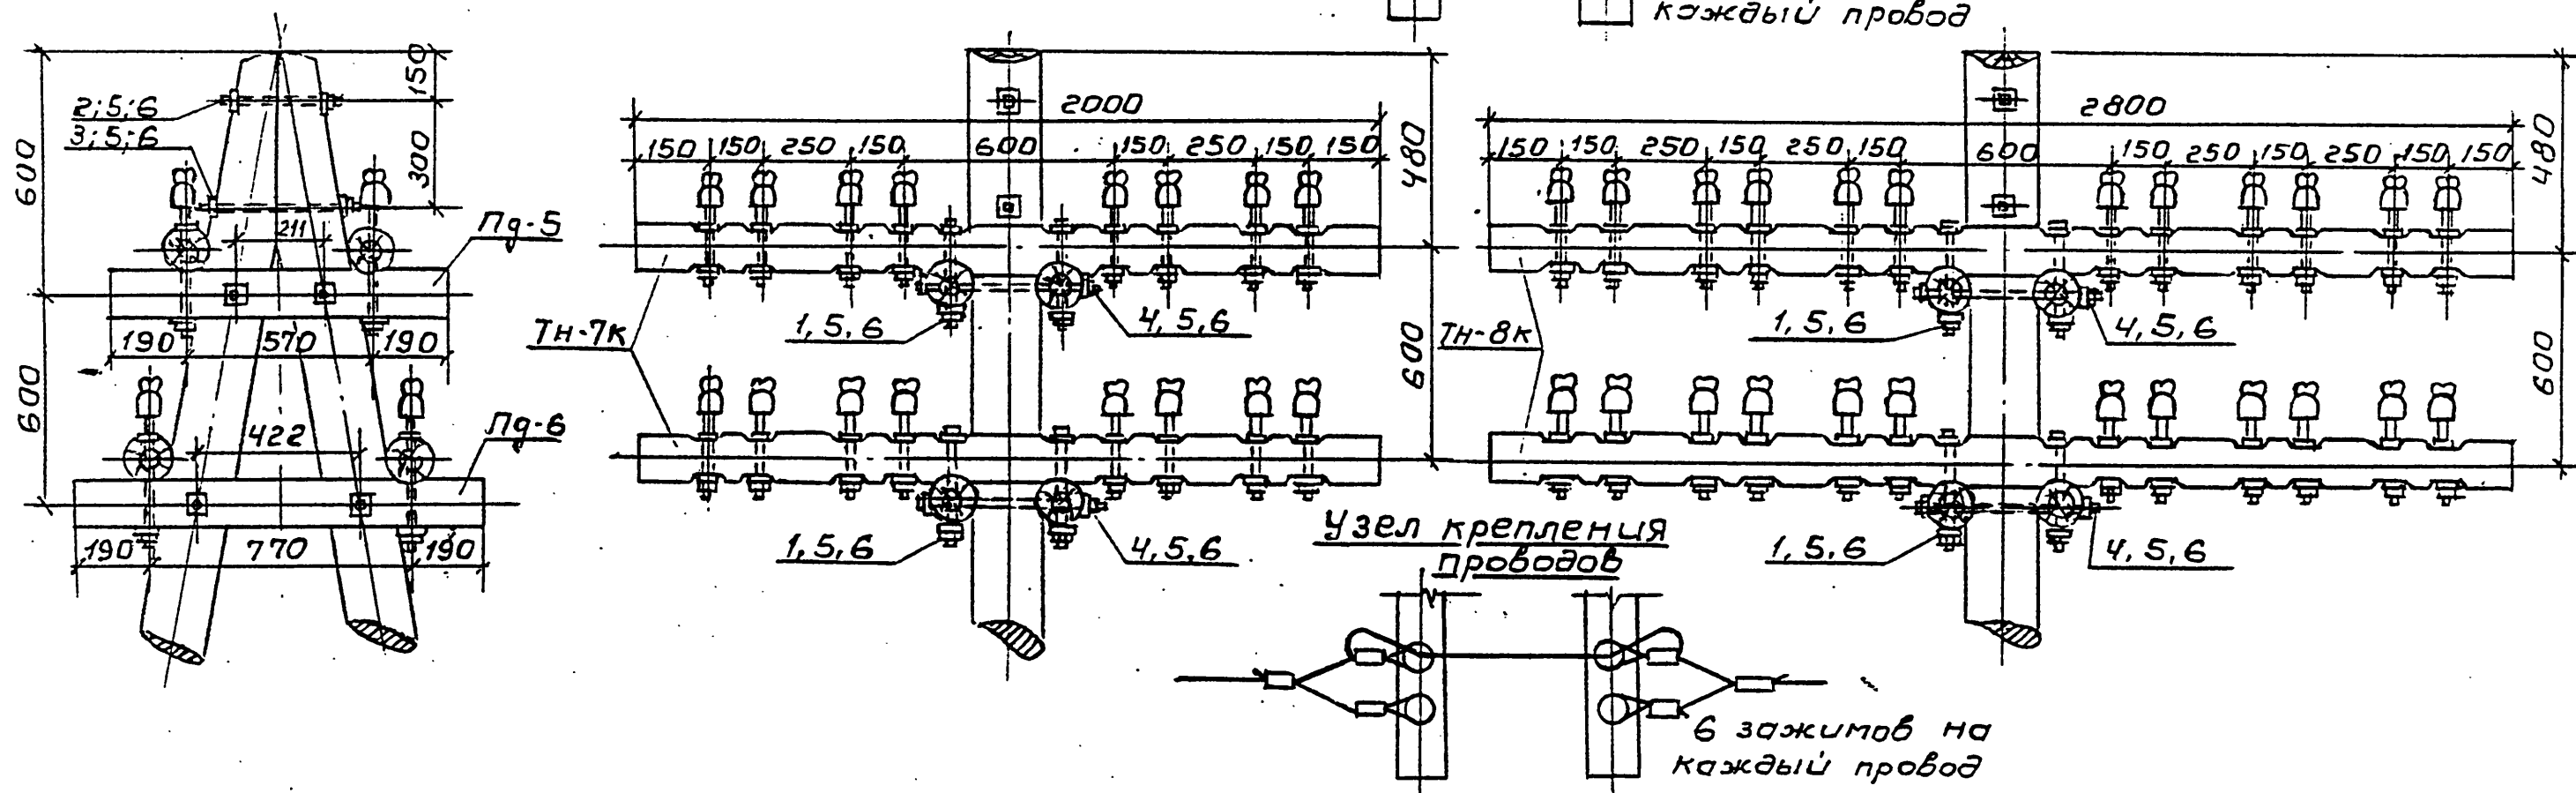 каждый провод
600
600
2;5;6
3;5;6
150
300
211
Пд-5
190 570 190
422
Пд-6
190 770 190
2000
150 150 250 150 600 150 250 150 150
480
600
Тн-7к
1,5,6
4,5,6
1,5,6
4,5,6
2800
150 150 250 150 250 150 600 150 250 150 250 150 150
480
600
Тн-8к
1,5,6
4,5,6
1,5,6
4,5,6
Узел крепления
проводов
6 зажимов на
каждый провод